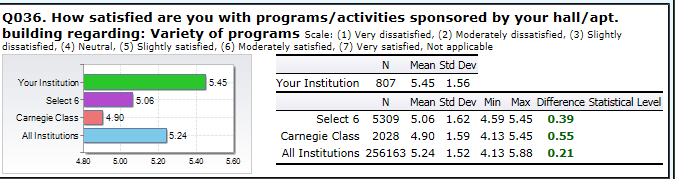 Q036. How satisfied are you with programs/activities sponsored by your hall/apt.
building regarding: Variety of programs Scale: (1) Very dissatisfied, (2) Moderately dissatisfied, (3) Slightly
dissatisfied, (4) Neutral, (5) Slightly satisfied, (6) Moderately satisfied, (7) Very satisfied, Not applicable
Your Institution 5.45
Select 6 5.06
Carnegie Class 4.90
All Institutions 5.24
4.80 5.00 5.20 5.40 5.60
N Mean Std Dev
Your Institution 807 5.45 1.56
N Mean Std Dev Min Max Difference Statistical Level
Select 6 5309 5.06 1.62 4.59 5.45 0.39
Carnegie Class 2028 4.90 1.59 4.13 5.45 0.55
All Institutions 256163 5.24 1.52 4.13 5.88 0.21